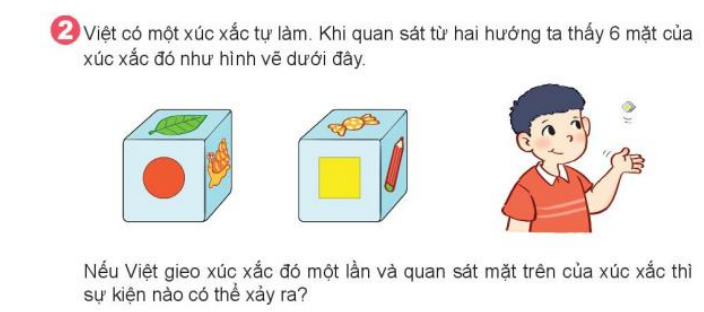 2 Việt có một xúc xắc tự làm. Khi quan sát từ hai hướng ta thấy 6 mặt của
xúc xắc đó như hình vẽ dưới đây.
Nếu Việt gieo xúc xắc đó một lần và quan sát mặt trên của xúc xắc thì
sự kiện nào có thể xảy ra?